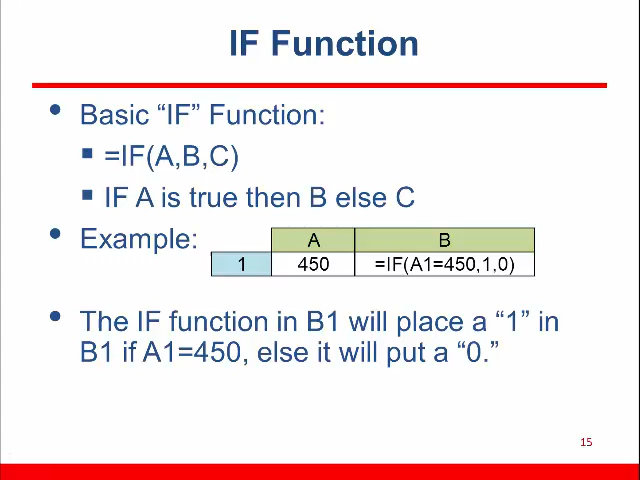 IF Function
• Basic “IF” Function:
▪ =IF(A,B,C)
▪ IF A is true then B else C
• Example:
A B
1 450 =IF(A1=450,1,0)
• The IF function in B1 will place a “1” in
B1 if A1=450, else it will put a “0.”
15